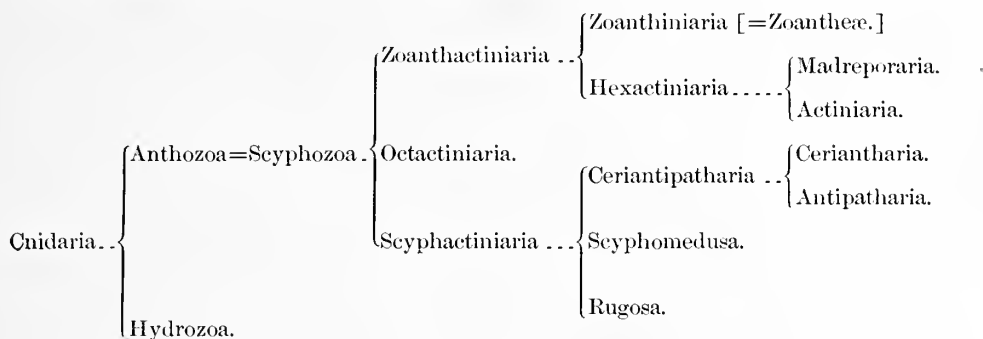 Zoanthiniaria [=Zoantheæ.]
Zoanthactiniaria ..
Hexactiniaria.....
Madreporaria.
Actiniaria.
Anthozoa=Scyphozoa .
Octactiniaria.
Ceriantipatharia ..
Ceriantharia.
Antipatharia.
Cnidaria..
Scyphactiniaria ...
Scyphomedusa.
Rugosa.
Hydrozoa.